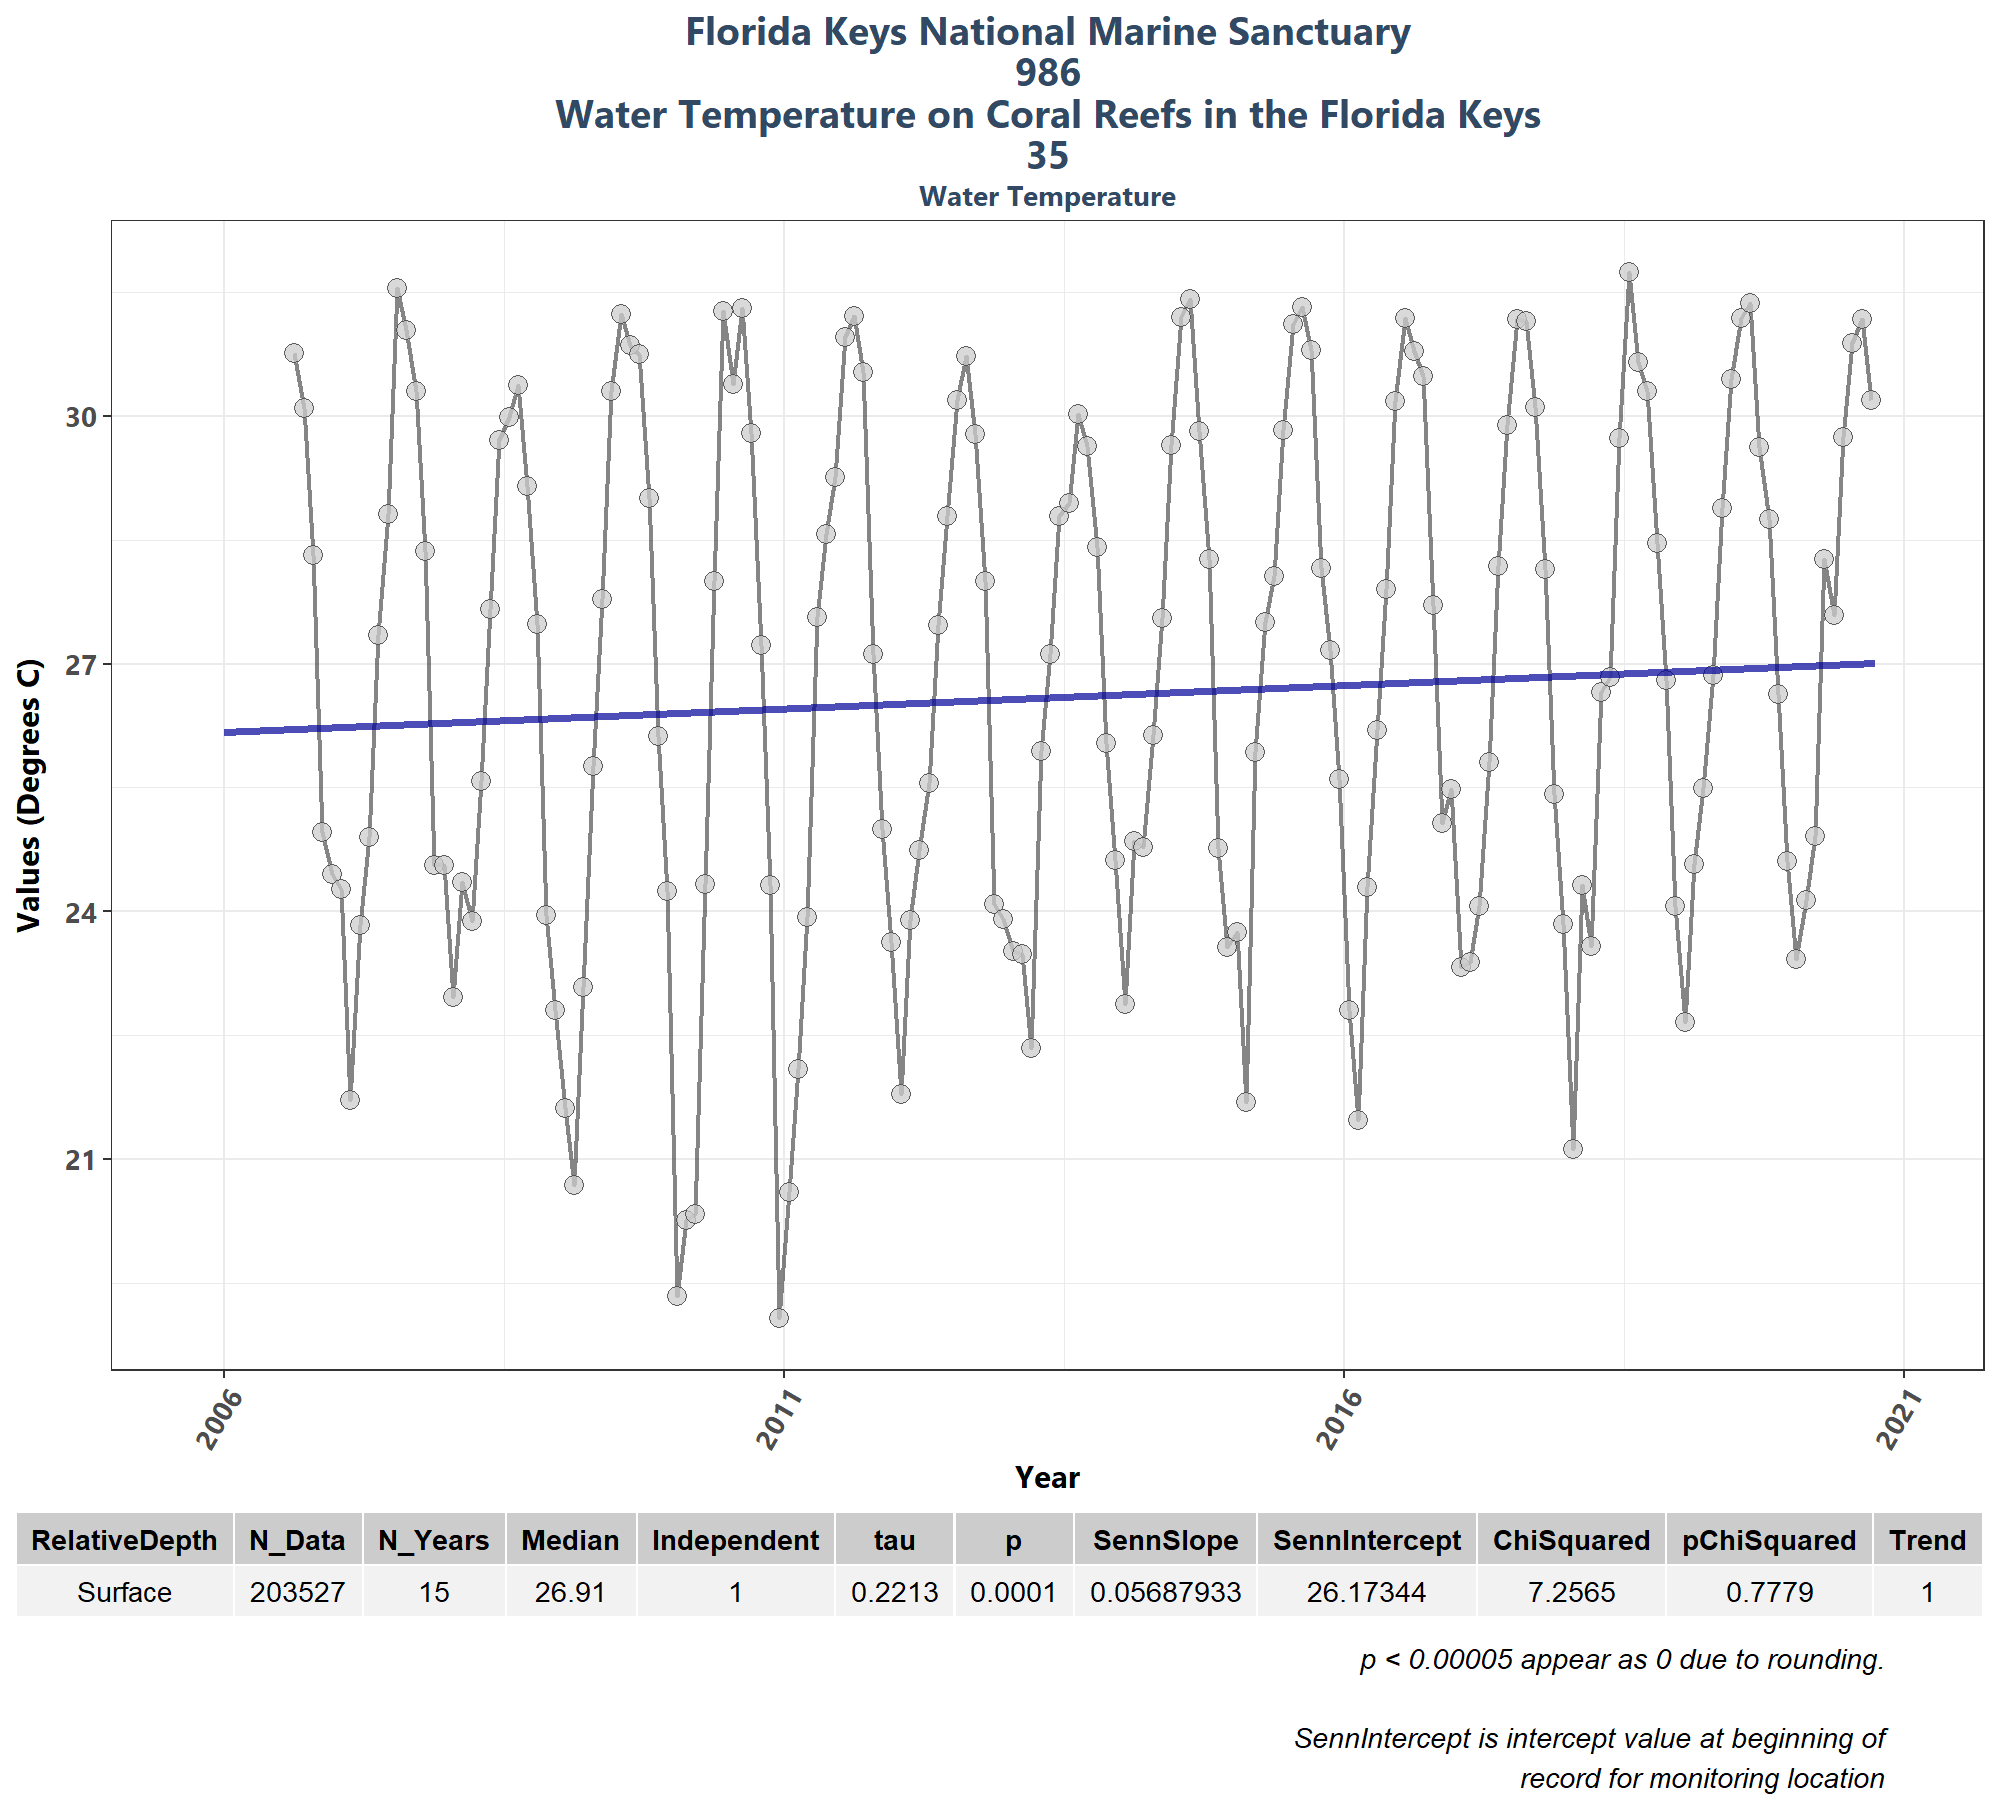 Florida Keys National Marine Sanctuary
986
Water Temperature on Coral Reefs in the Florida Keys
35
Water Temperature
Values (Degrees C)
30
27
24
21
2006
2011
2016
2021
Year
RelativeDepth N_Data N_Years Median Independent tau p SennSlope SennIntercept ChiSquared pChiSquared Trend
Surface 203527 15 26.91 1 0.2213 0.0001 0.05687933 26.17344 7.2565 0.7779 1
p < 0.00005 appear as 0 due to rounding.
SennIntercept is intercept value at beginning of
record for monitoring location